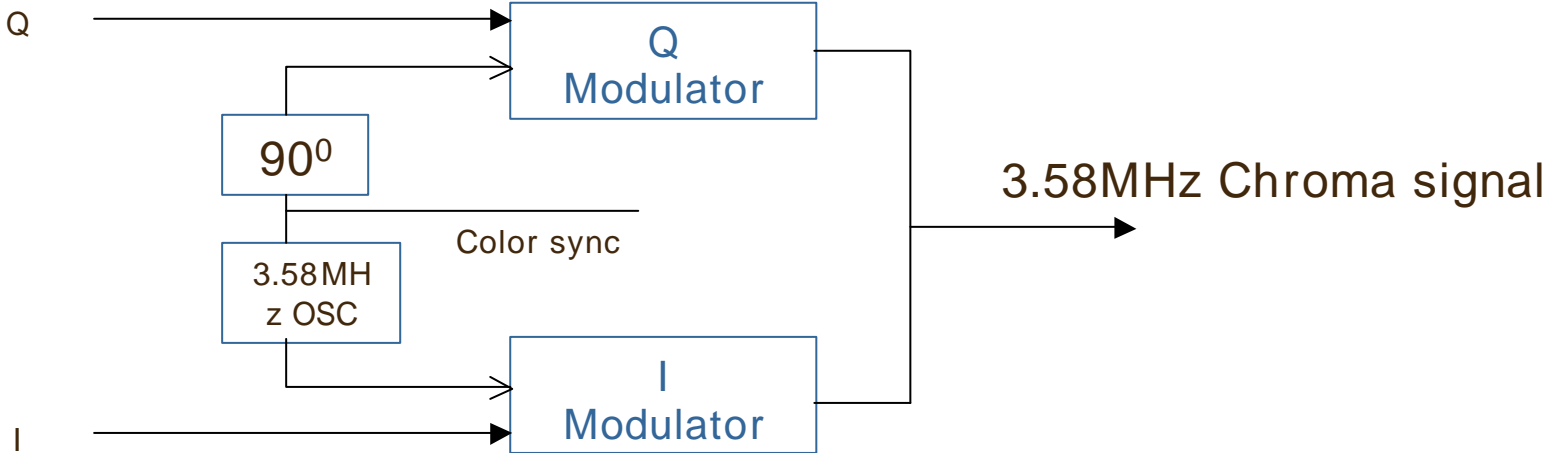 Q
Q
Modulator
90⁰
3.58MHz Chroma signal
Color sync
3.58MH
z OSC
I
Modulator
I